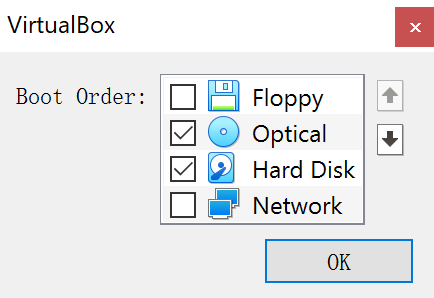 VirtualBox
Boot Order:
Floppy
Optical
Hard Disk
Network
OK